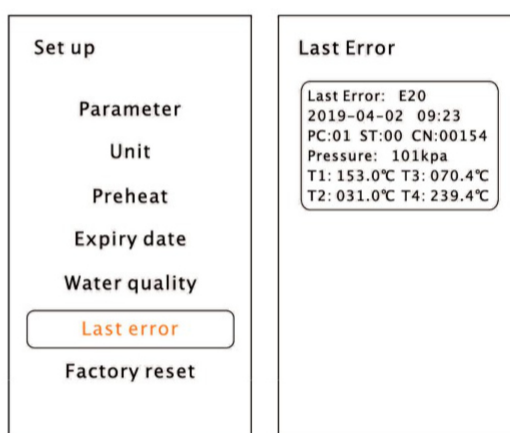 Set up
Parameter
Unit
Preheat
Expiry date
Water quality
Last error
Factory reset
Last Error
Last Error: E20
2019-04-02 09:23
PC:01 ST:00 CN:00154
Pressure: 101kpa
T1: 153.0℃ T3: 070.4℃
T2: 031.0℃ T4: 239.4℃